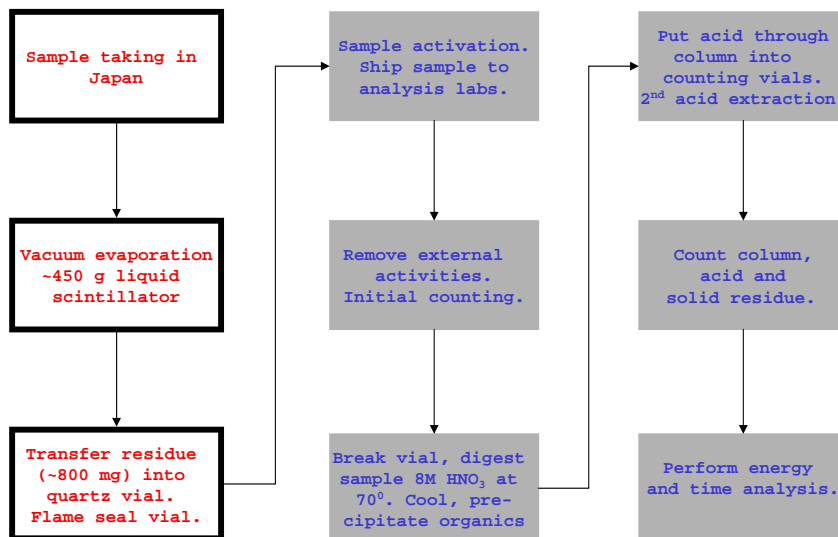 Sample taking in
Japan
Vacuum evaporation
~450 g liquid
scintillator
Transfer residue
(~800 mg) into
quartz vial.
Flame seal vial.
Sample activation.
Ship sample to
analysis labs.
Remove external
activities.
Initial counting.
Break vial, digest
sample 8M HNO₃ at
70⁰. Cool, pre-
cipitate organics
Put acid through
column into
counting vials.
2ⁿᵈ acid extraction
Count column,
acid and
solid residue.
Perform energy
and time analysis.